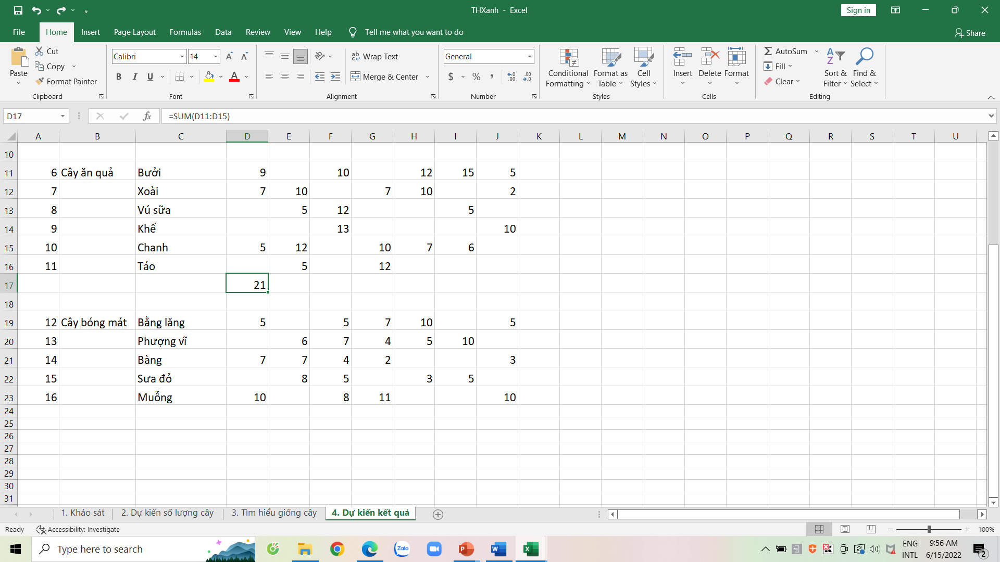 THXanh - Excel
Sign in
File Home Insert Page Layout Formulas Data Review View Help Tell me what you want to do
Share
Paste
Cut
Copy
Format Painter
Clipboard
Calibri 14
B I U
Font
Wrap Text
Merge & Center
Alignment
General
$ % ,
Number
Conditional Formatting
Format as Table
Cell Styles
Styles
Insert
Delete
Format
Cells
AutoSum
Fill
Clear
Sort & Filter
Find & Select
Editing
D17 fx =SUM(D11:D15)
A B C D E F G H I J K L M N O P Q R S T U
10
11 6 Cây ăn quả Bưởi 9 10 12 15 5
12 7 Xoài 7 10 7 10 2
13 8 Vú sữa 5 12 5
14 9 Khế 13 10
15 10 Chanh 5 12 10 7 6
16 11 Táo 5 12
17 21
18
19 12 Cây bóng mát Bằng lăng 5 5 7 10 5
20 13 Phượng vĩ 6 7 4 5 10
21 14 Bàng 7 7 4 2 3
22 15 Sưa đỏ 8 5 3 5
23 16 Muỗng 10 8 11 10
24
25
26
27
28
29
30
31
1. Khảo sát 2. Dự kiến số lượng cây 3. Tìm hiểu giống cây 4. Dự kiến kết quả
Ready Accessibility: Investigate 100%
Type here to search
Zalo
ENG
INTL
9:56 AM
6/15/2022
2